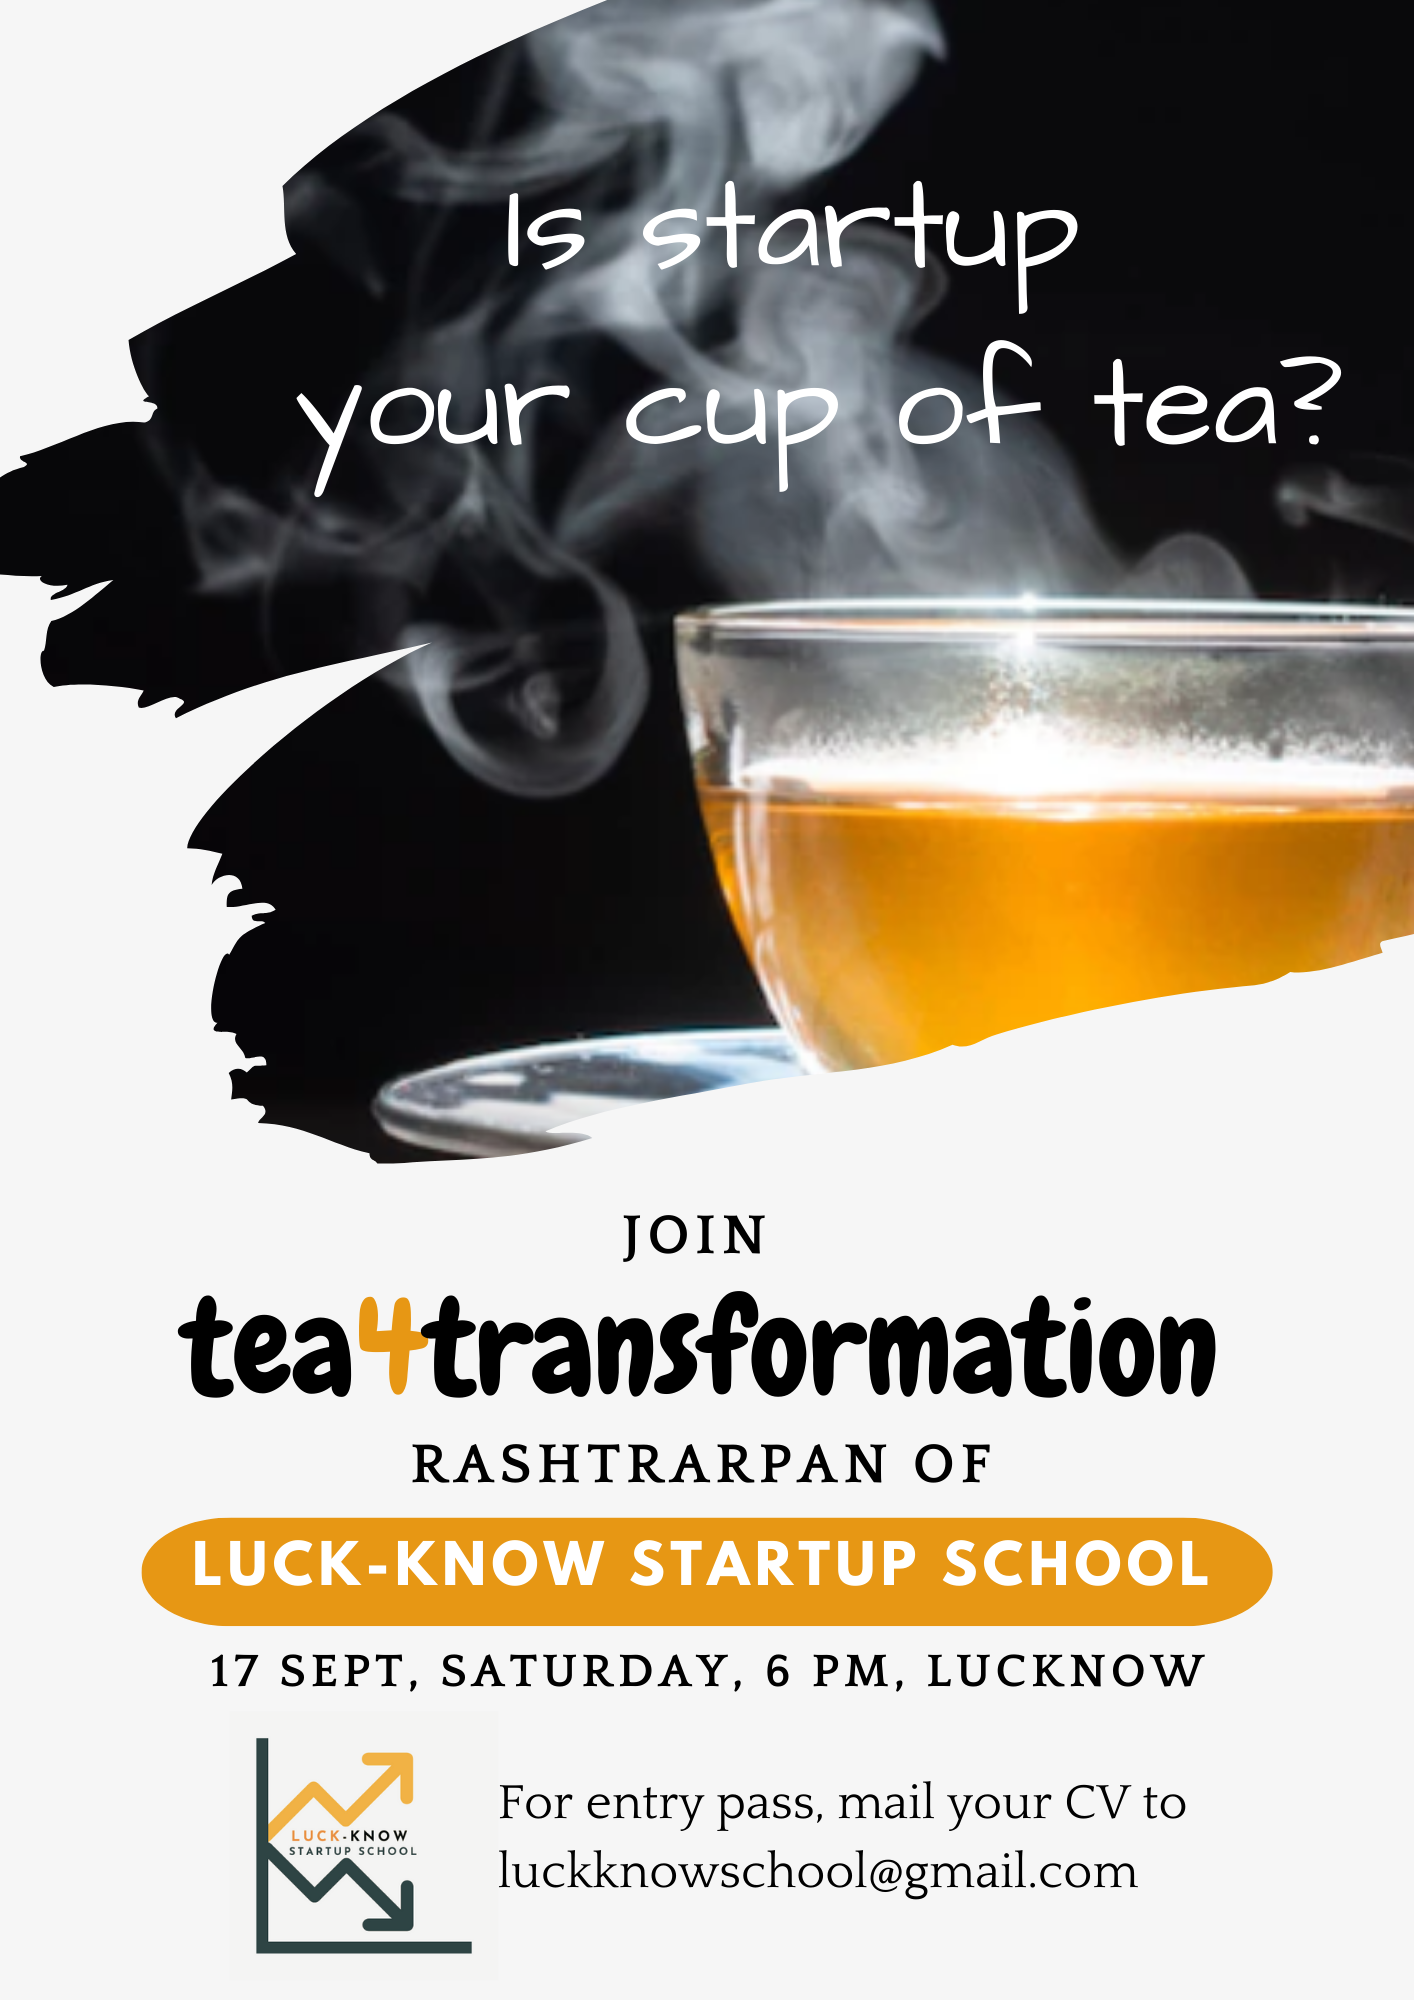 Is startup
your cup of tea?
JOIN
tea4transformation
RASHTRARPAN OF
LUCK-KNOW STARTUP SCHOOL
17 SEPT, SATURDAY, 6 PM, LUCKNOW
LUCK-KNOW
STARTUP SCHOOL
For entry pass, mail your CV to
luckknowschool@gmail.com